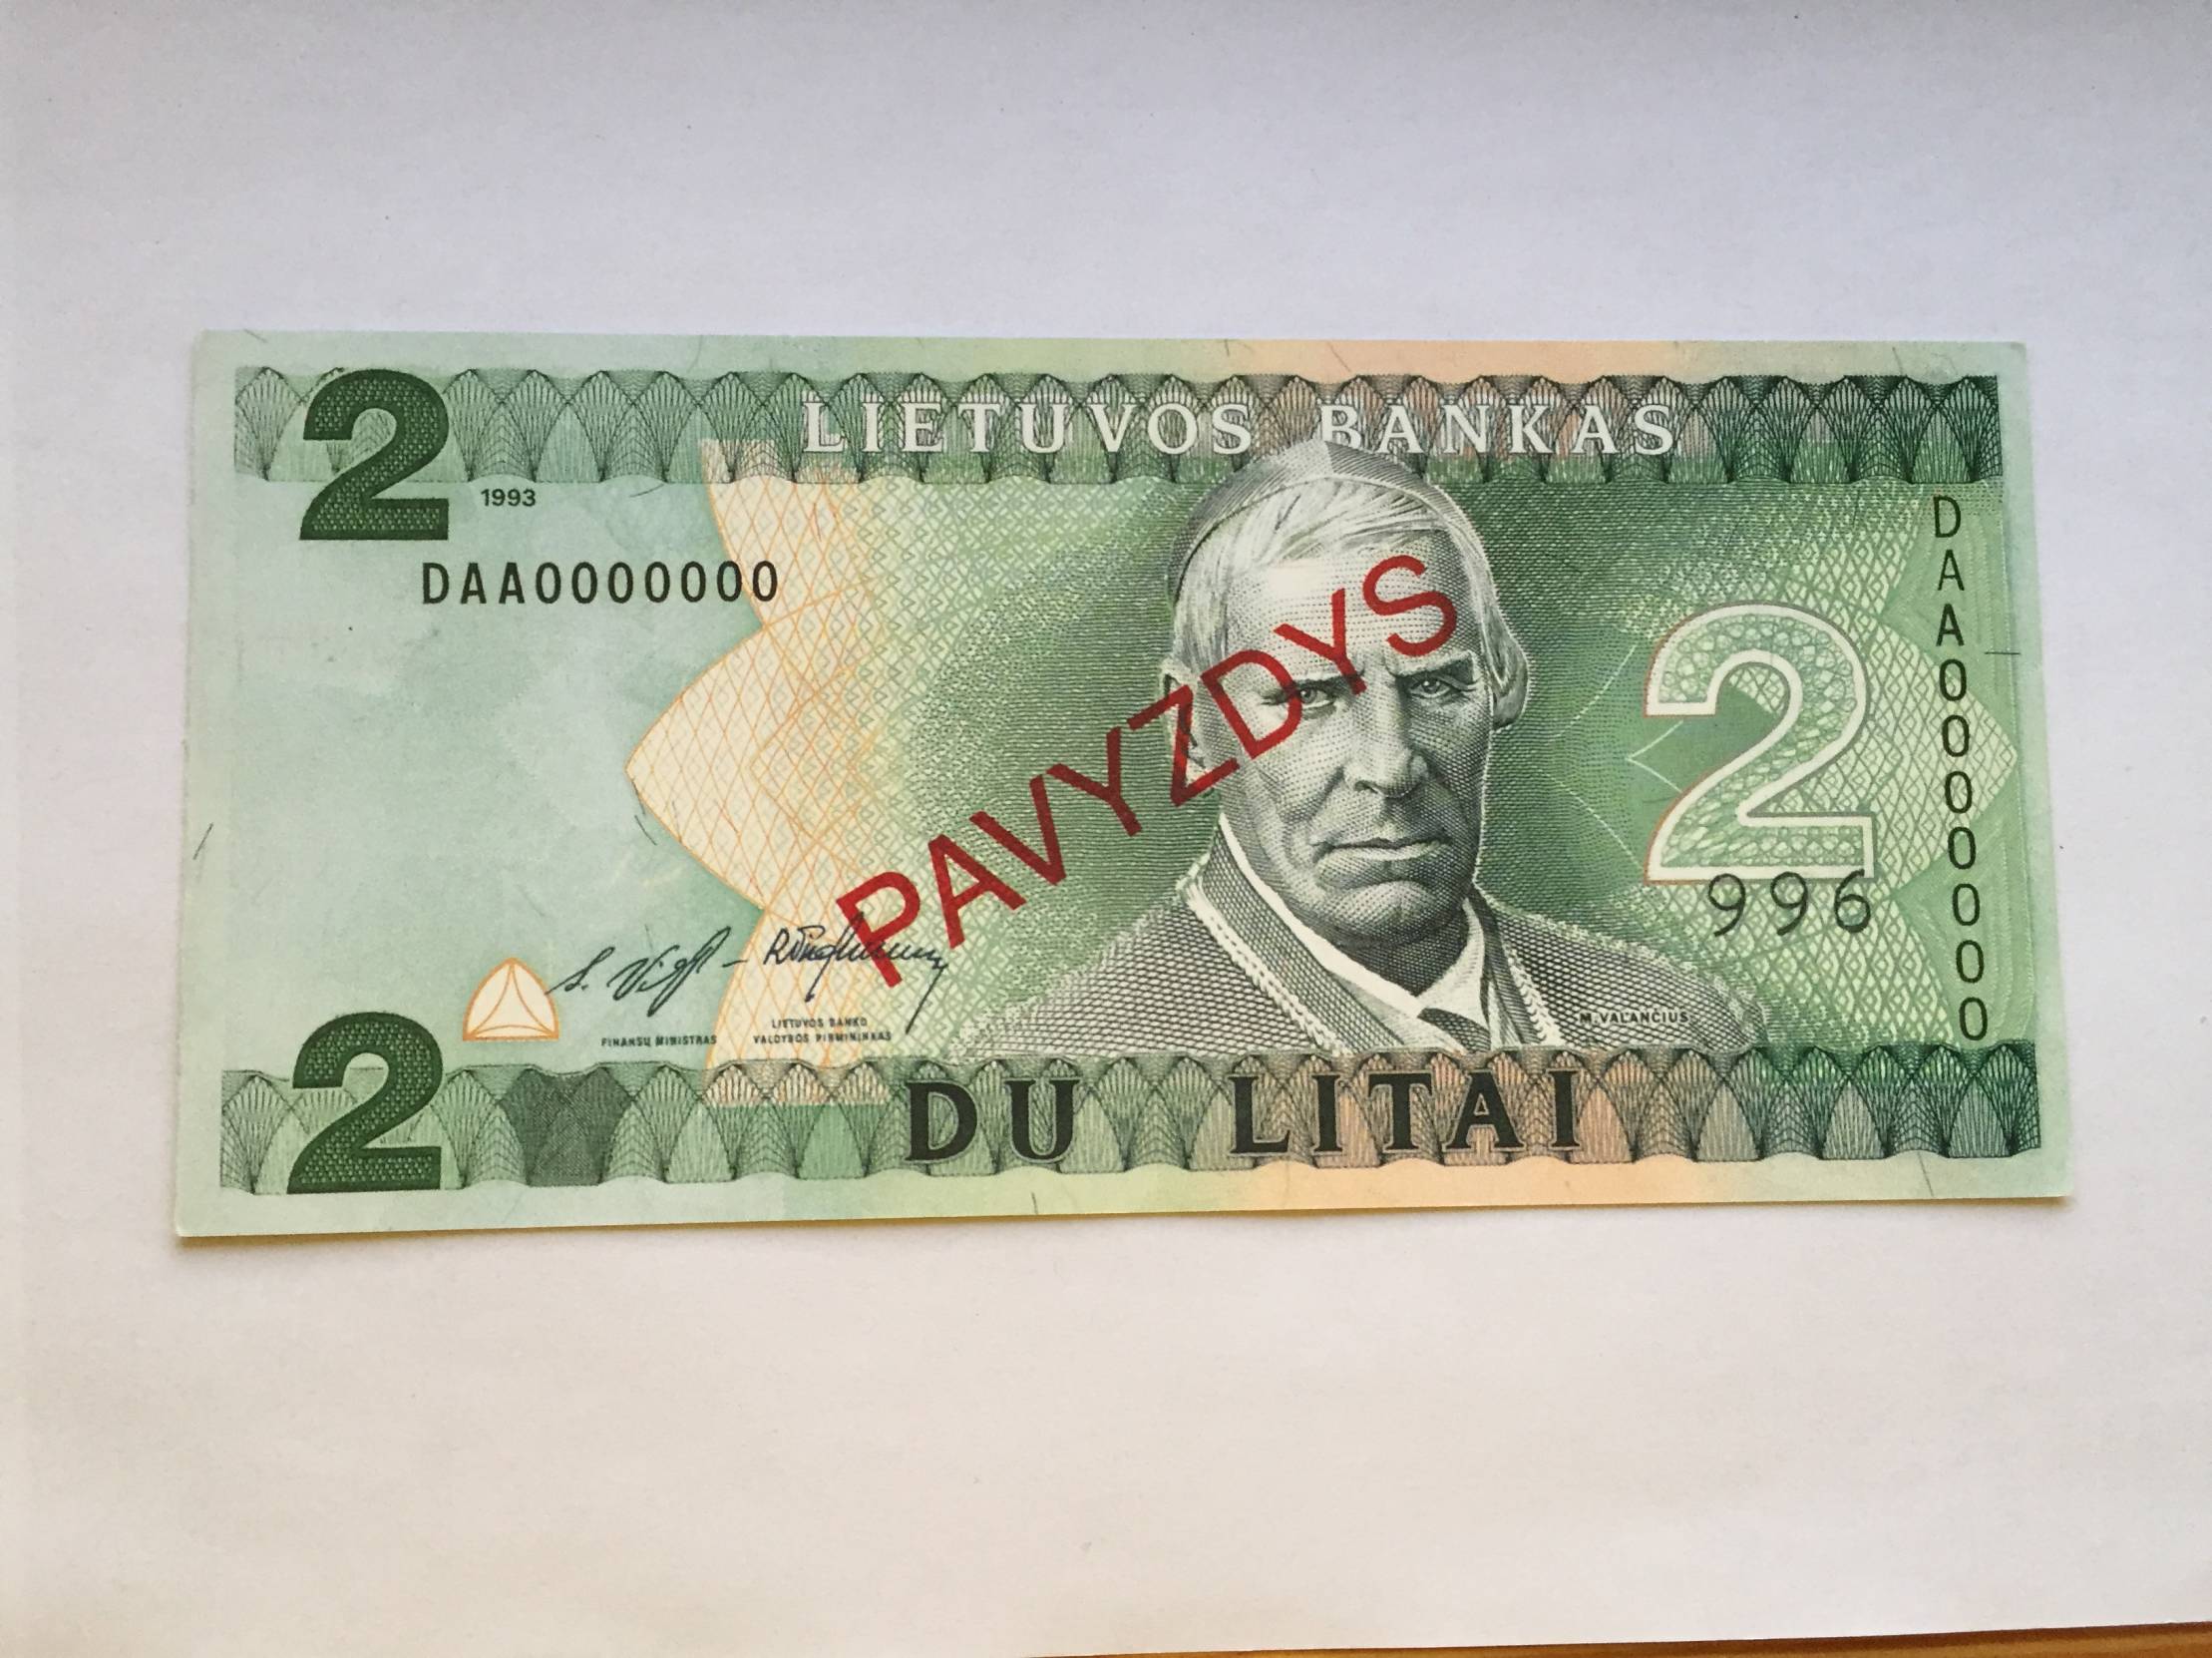 LIETUVOS BANKAS
2
1993
DAA0000000
DAA0000000
PAVYZDYS
2
996
LIETUVOS BANKO
FINANSŲ MINISTRAS VALDYBOS PIRMININKAS
M.VALANČIUS
2
DU LITAI